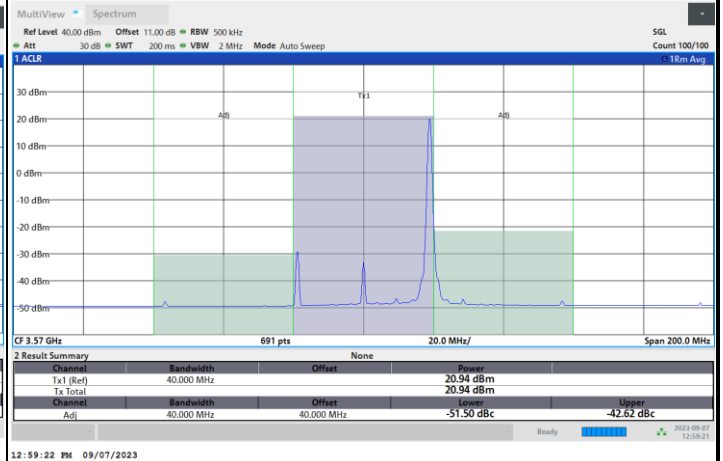 MultiView Spectrum
Ref Level 40.00 dBm Offset 11.00 dB RBW 500 kHz SGL
Att 30 dB SWT 200 ms VBW 2 MHz Mode Auto Sweep Count 100/100
1 ACLR 1Rm Avg
30 dBm
Tx1
20 dBm
Adj Adj
10 dBm
0 dBm
-10 dBm
-20 dBm
-30 dBm
-40 dBm
-50 dBm
CF 3.57 GHz 691 pts 20.0 MHz/ Span 200.0 MHz
2 Result Summary None
Channel Bandwidth Offset Power
Tx1 (Ref) 40.000 MHz 20.94 dBm
Tx Total 20.94 dBm
Channel Bandwidth Offset Lower Upper
Adj 40.000 MHz 40.000 MHz -51.50 dBc -42.62 dBc
Ready 2023-09-07
12:59:21
12:59:22 PM 09/07/2023